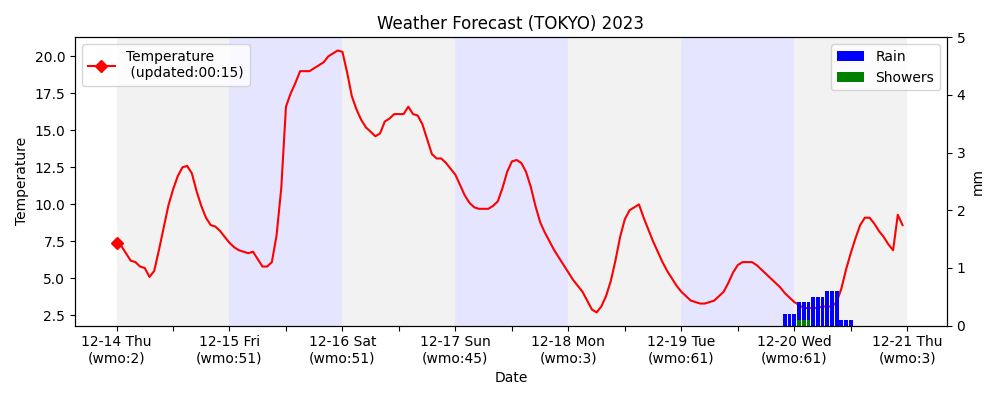 Weather Forecast (TOKYO) 2023
Temperature
(updated:00:15)
Rain
Showers
20.0
17.5
15.0
12.5
10.0
7.5
5.0
2.5
Temperature
5
4
3
2
1
0
mm
12-14 Thu
(wmo:2)
12-15 Fri
(wmo:51)
12-16 Sat
(wmo:51)
12-17 Sun
(wmo:45)
12-18 Mon
(wmo:3)
12-19 Tue
(wmo:61)
12-20 Wed
(wmo:61)
12-21 Thu
(wmo:3)
Date